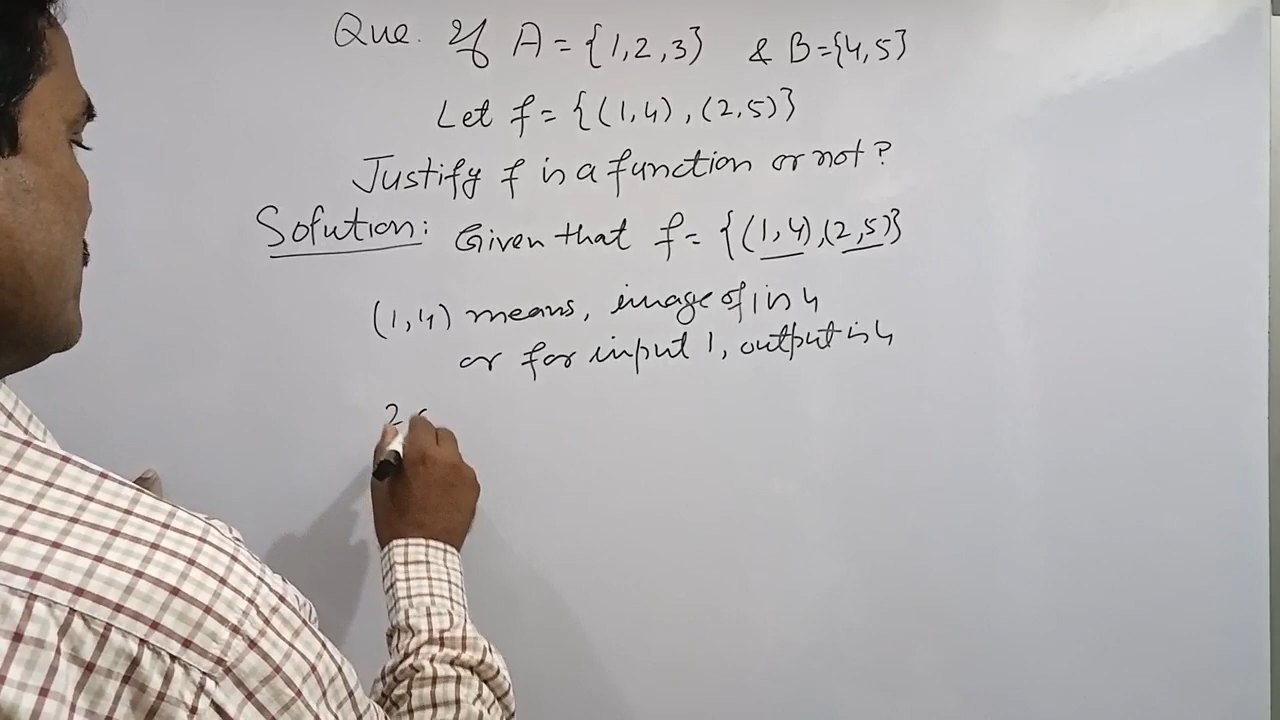 Que. If A = {1,2,3} & B={4,5}
Let f = {(1,4),(2,5)}
Justify f is a function or not?
Solution: Given that f = {(1,4),(2,5)}
(1,4) means, image of 1 is 4
or for input 1, output is 4
2